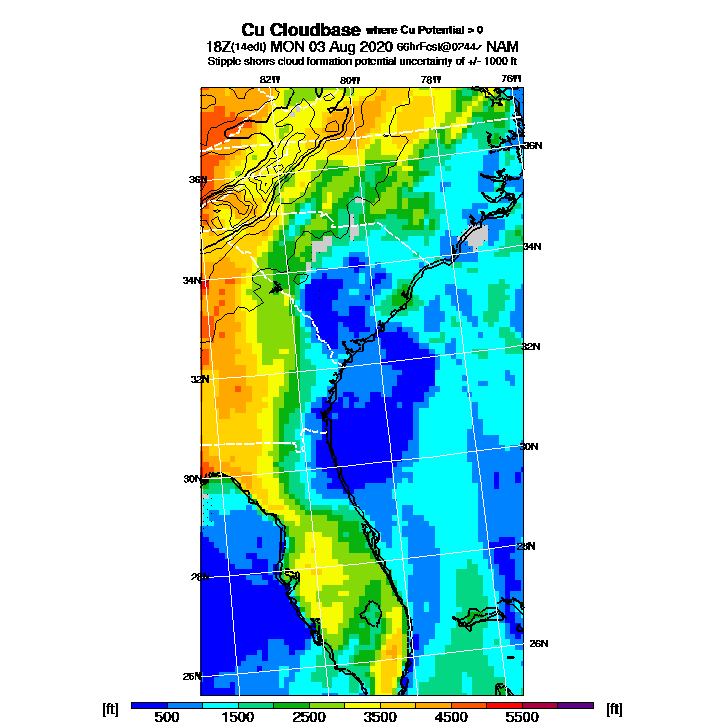 Cu Cloudbase where Cu Potential > 0
18Z(14edt) MON 03 Aug 2020 66hrFcst@0244z NAM
Stipple shows cloud formation potential uncertainty of +/- 1000 ft
82W 80W 78W 76W
36N
36N
34N
34N
32N
32N
30N
30N
28N
28N
26N
26N
[ft] 500 1500 2500 3500 4500 5500 [ft]